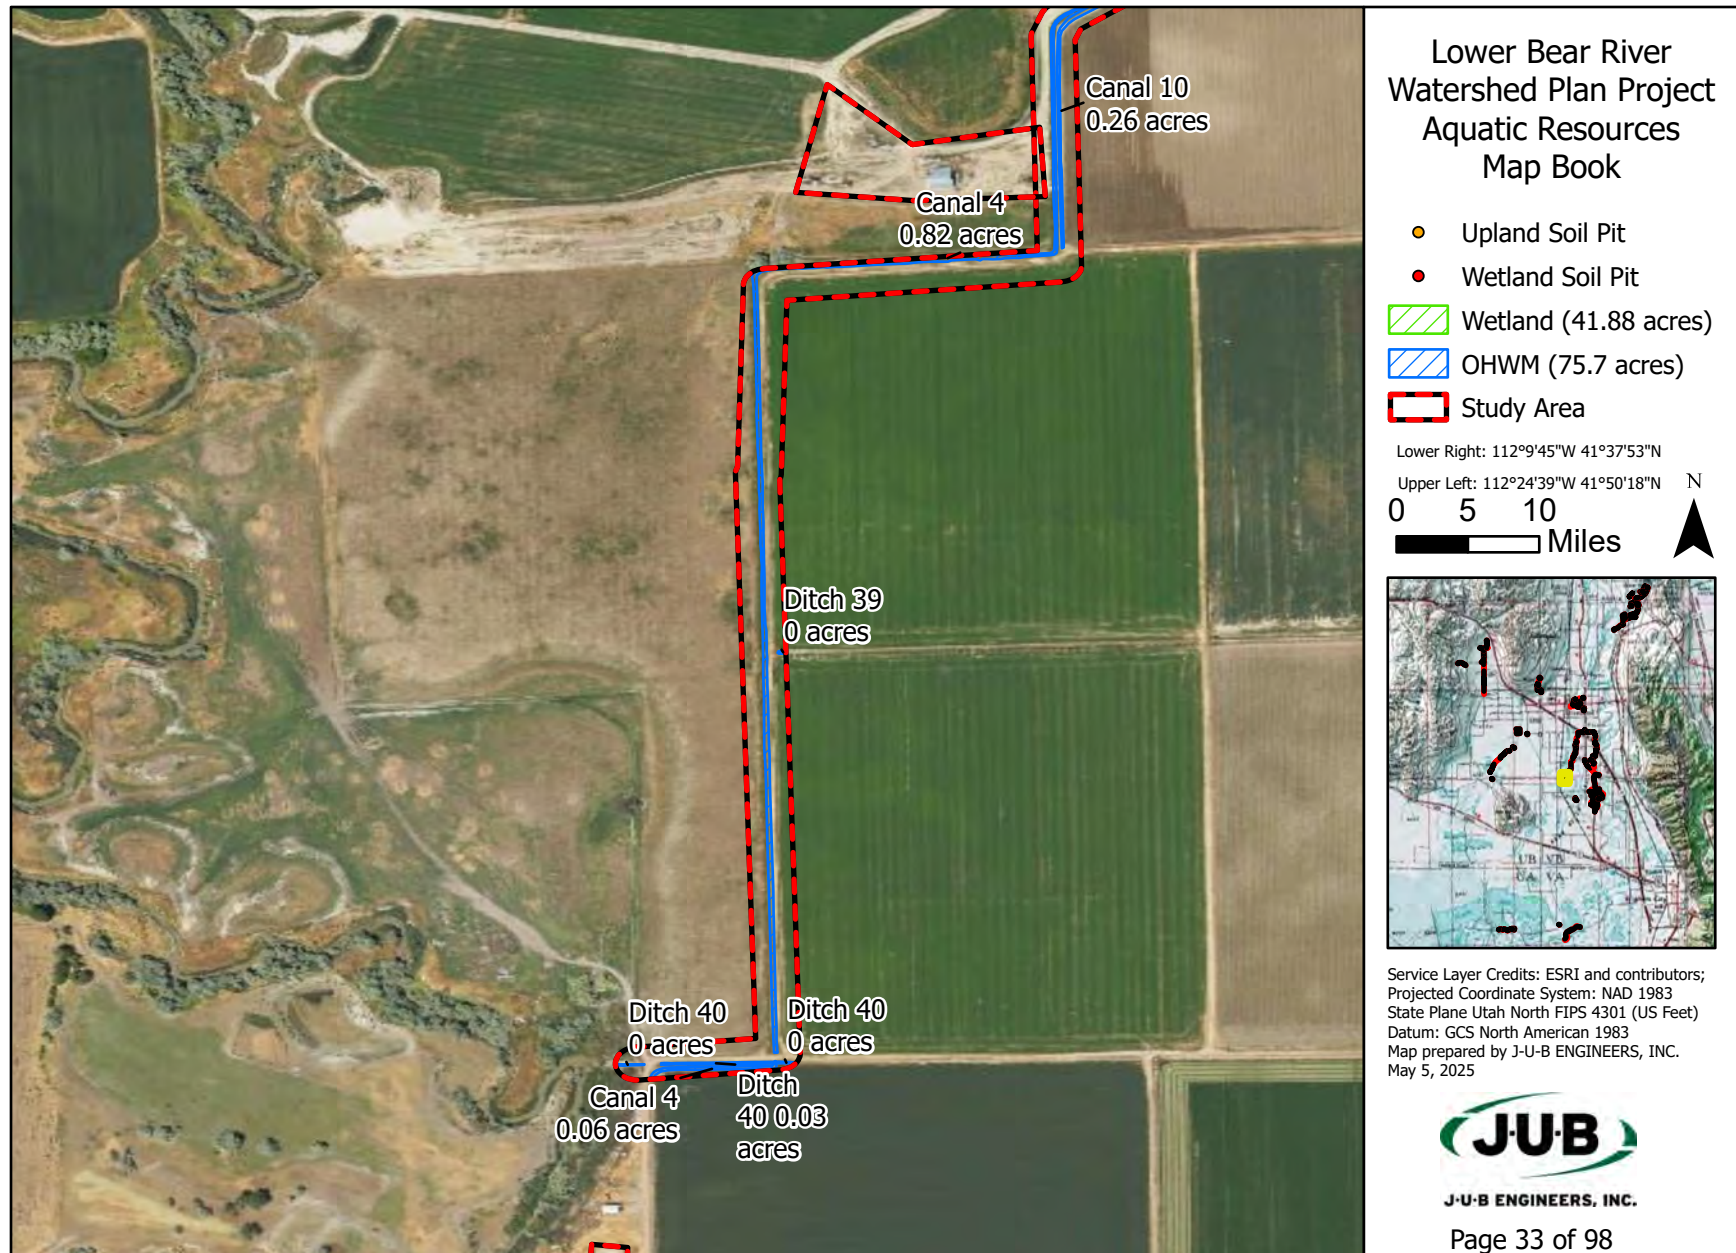 Canal 10
0.26 acres
Canal 4
0.82 acres
Ditch 39
0 acres
Ditch 40
0 acres
Ditch 40
0 acres
Canal 4
0.06 acres
Ditch
40 0.03
acres
Lower Bear River
Watershed Plan Project
Aquatic Resources
Map Book
Upland Soil Pit
Wetland Soil Pit
Wetland (41.88 acres)
OHWM (75.7 acres)
Study Area
Lower Right: 112°9'45"W 41°37'53"N
Upper Left: 112°24'39"W 41°50'18"N
N
0 5 10
Miles
UB VB
UA VA
Service Layer Credits: ESRI and contributors;
Projected Coordinate System: NAD 1983
State Plane Utah North FIPS 4301 (US Feet)
Datum: GCS North American 1983
Map prepared by J-U-B ENGINEERS, INC.
May 5, 2025
J·U·B
J·U·B ENGINEERS, INC.
Page 33 of 98